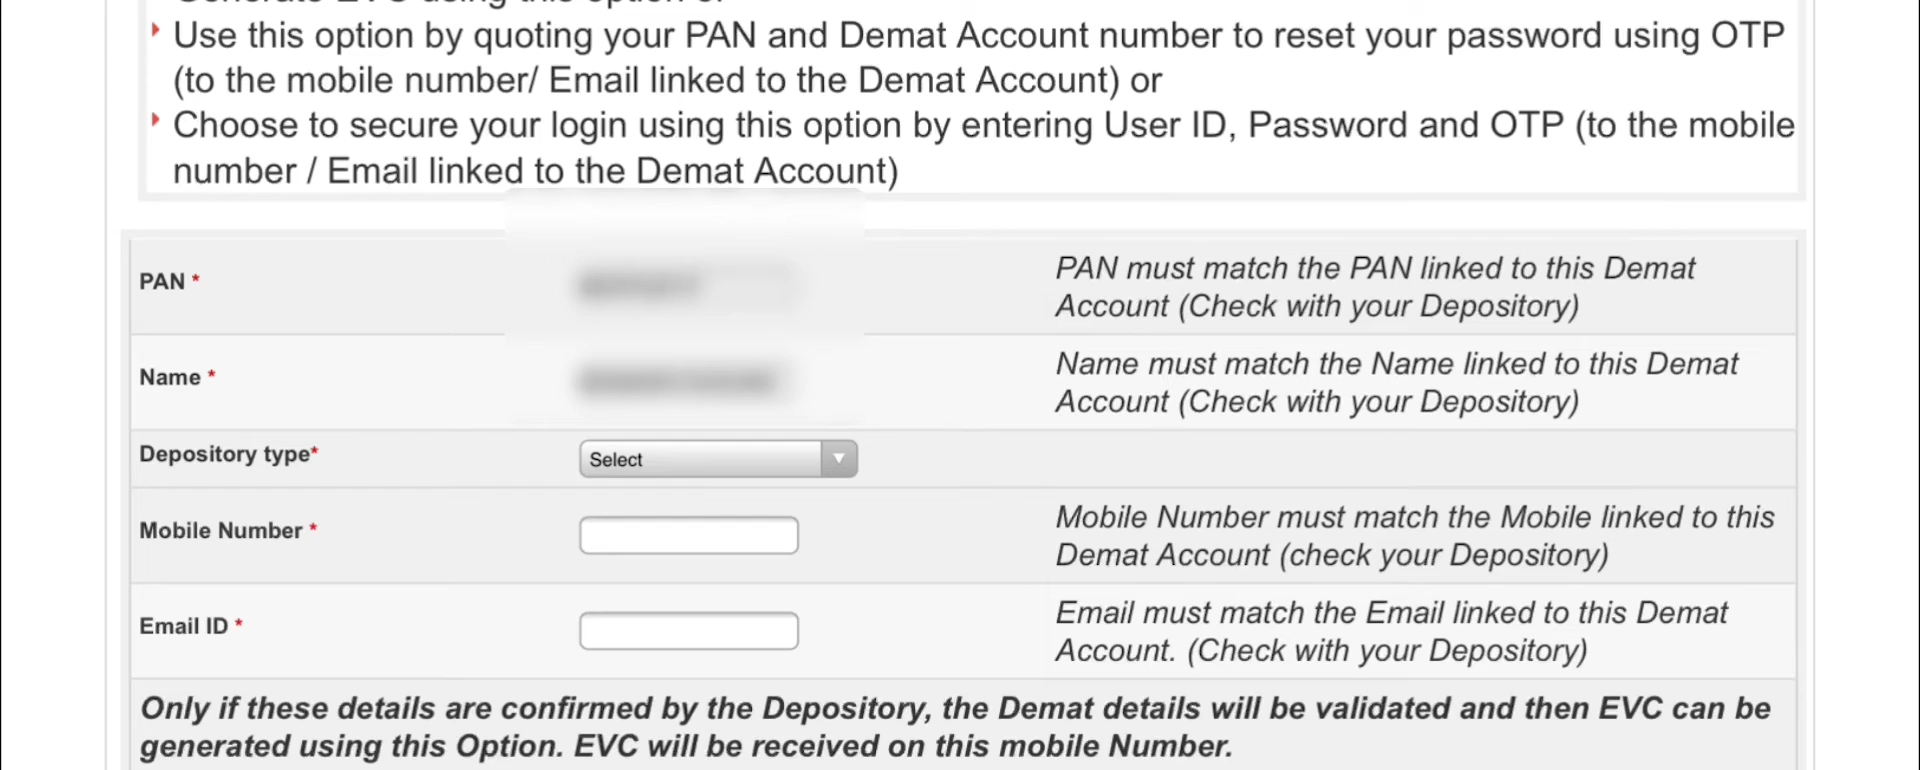 Generate EVC using this option or
Use this option by quoting your PAN and Demat Account number to reset your password using OTP
(to the mobile number/ Email linked to the Demat Account) or
Choose to secure your login using this option by entering User ID, Password and OTP (to the mobile
number / Email linked to the Demat Account)
PAN *
PAN must match the PAN linked to this Demat
Account (Check with your Depository)
Name *
Name must match the Name linked to this Demat
Account (Check with your Depository)
Depository type*
Select
Mobile Number *
Mobile Number must match the Mobile linked to this
Demat Account (check your Depository)
Email ID *
Email must match the Email linked to this Demat
Account. (Check with your Depository)
Only if these details are confirmed by the Depository, the Demat details will be validated and then EVC can be
generated using this Option. EVC will be received on this mobile Number.